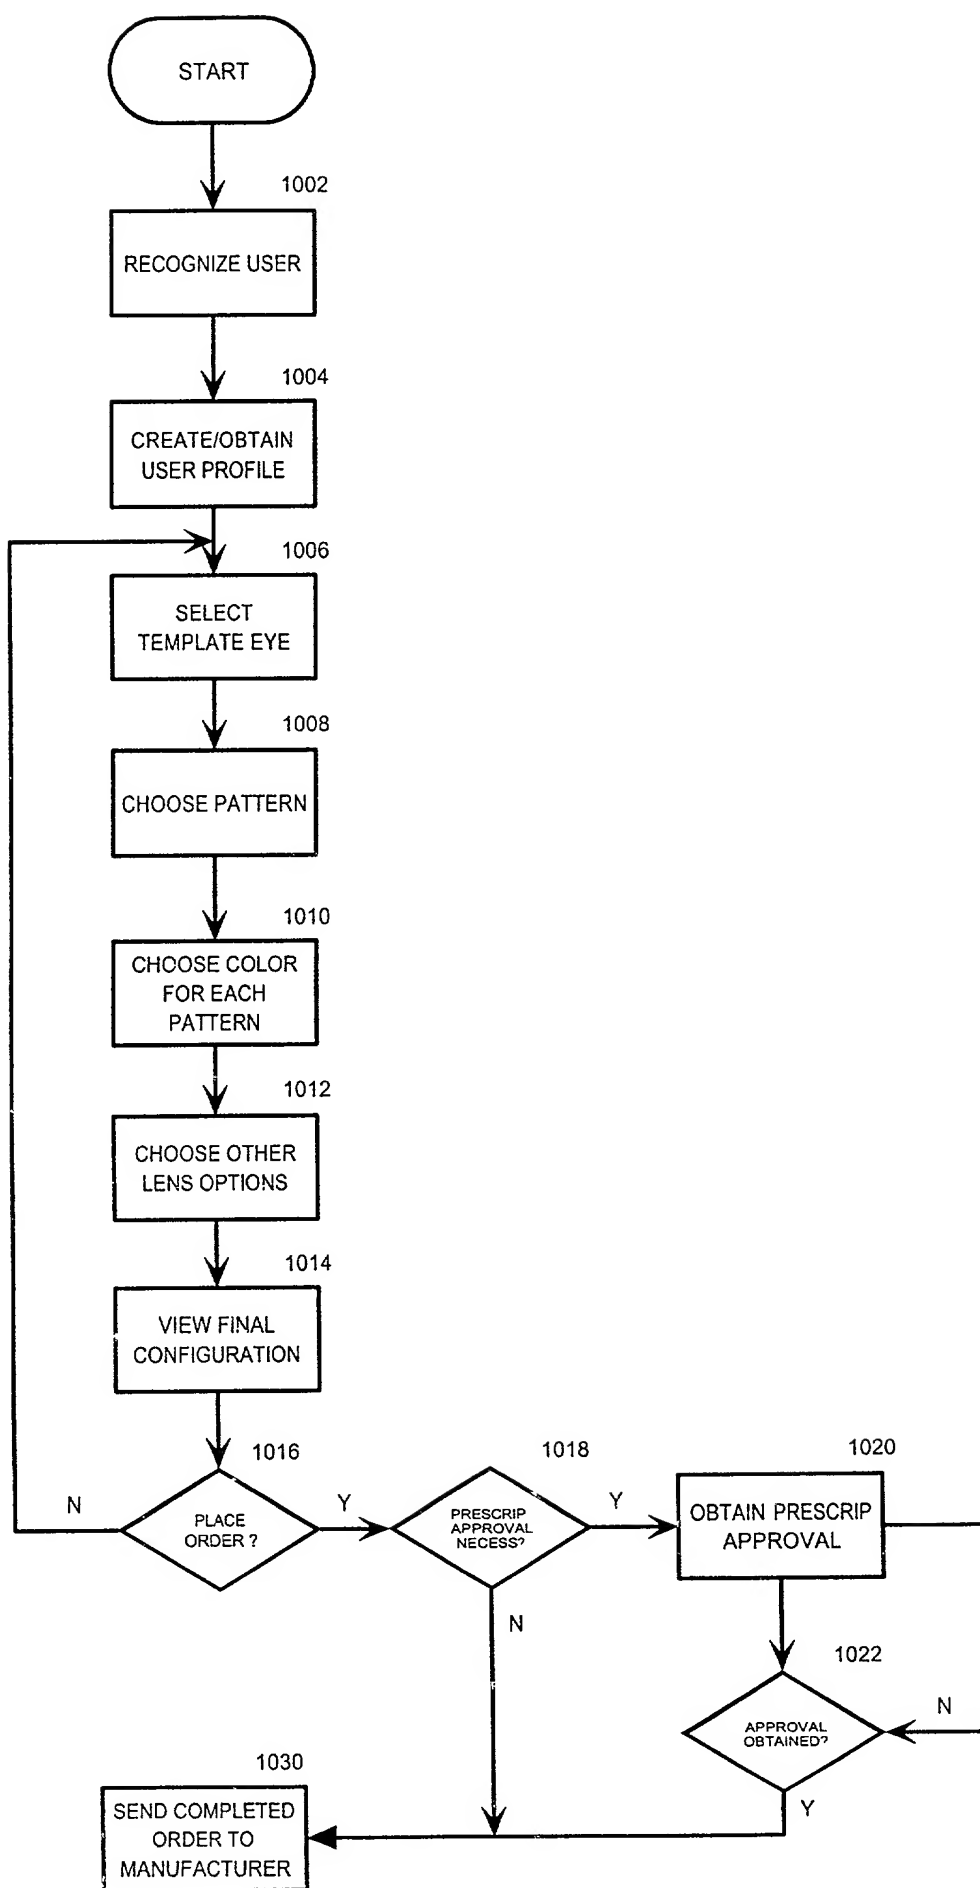 START
1002
RECOGNIZE USER
1004
CREATE/OBTAIN
USER PROFILE
1006
SELECT
TEMPLATE EYE
1008
CHOOSE PATTERN
1010
CHOOSE COLOR
FOR EACH
PATTERN
1012
CHOOSE OTHER
LENS OPTIONS
1014
VIEW FINAL
CONFIGURATION
1016
PLACE
ORDER ?
N
Y
1018
PRESCRIP
APPROVAL
NECESS?
Y
N
1020
OBTAIN PRESCRIP
APPROVAL
1022
APPROVAL
OBTAINED?
N
Y
1030
SEND COMPLETED
ORDER TO
MANUFACTURER